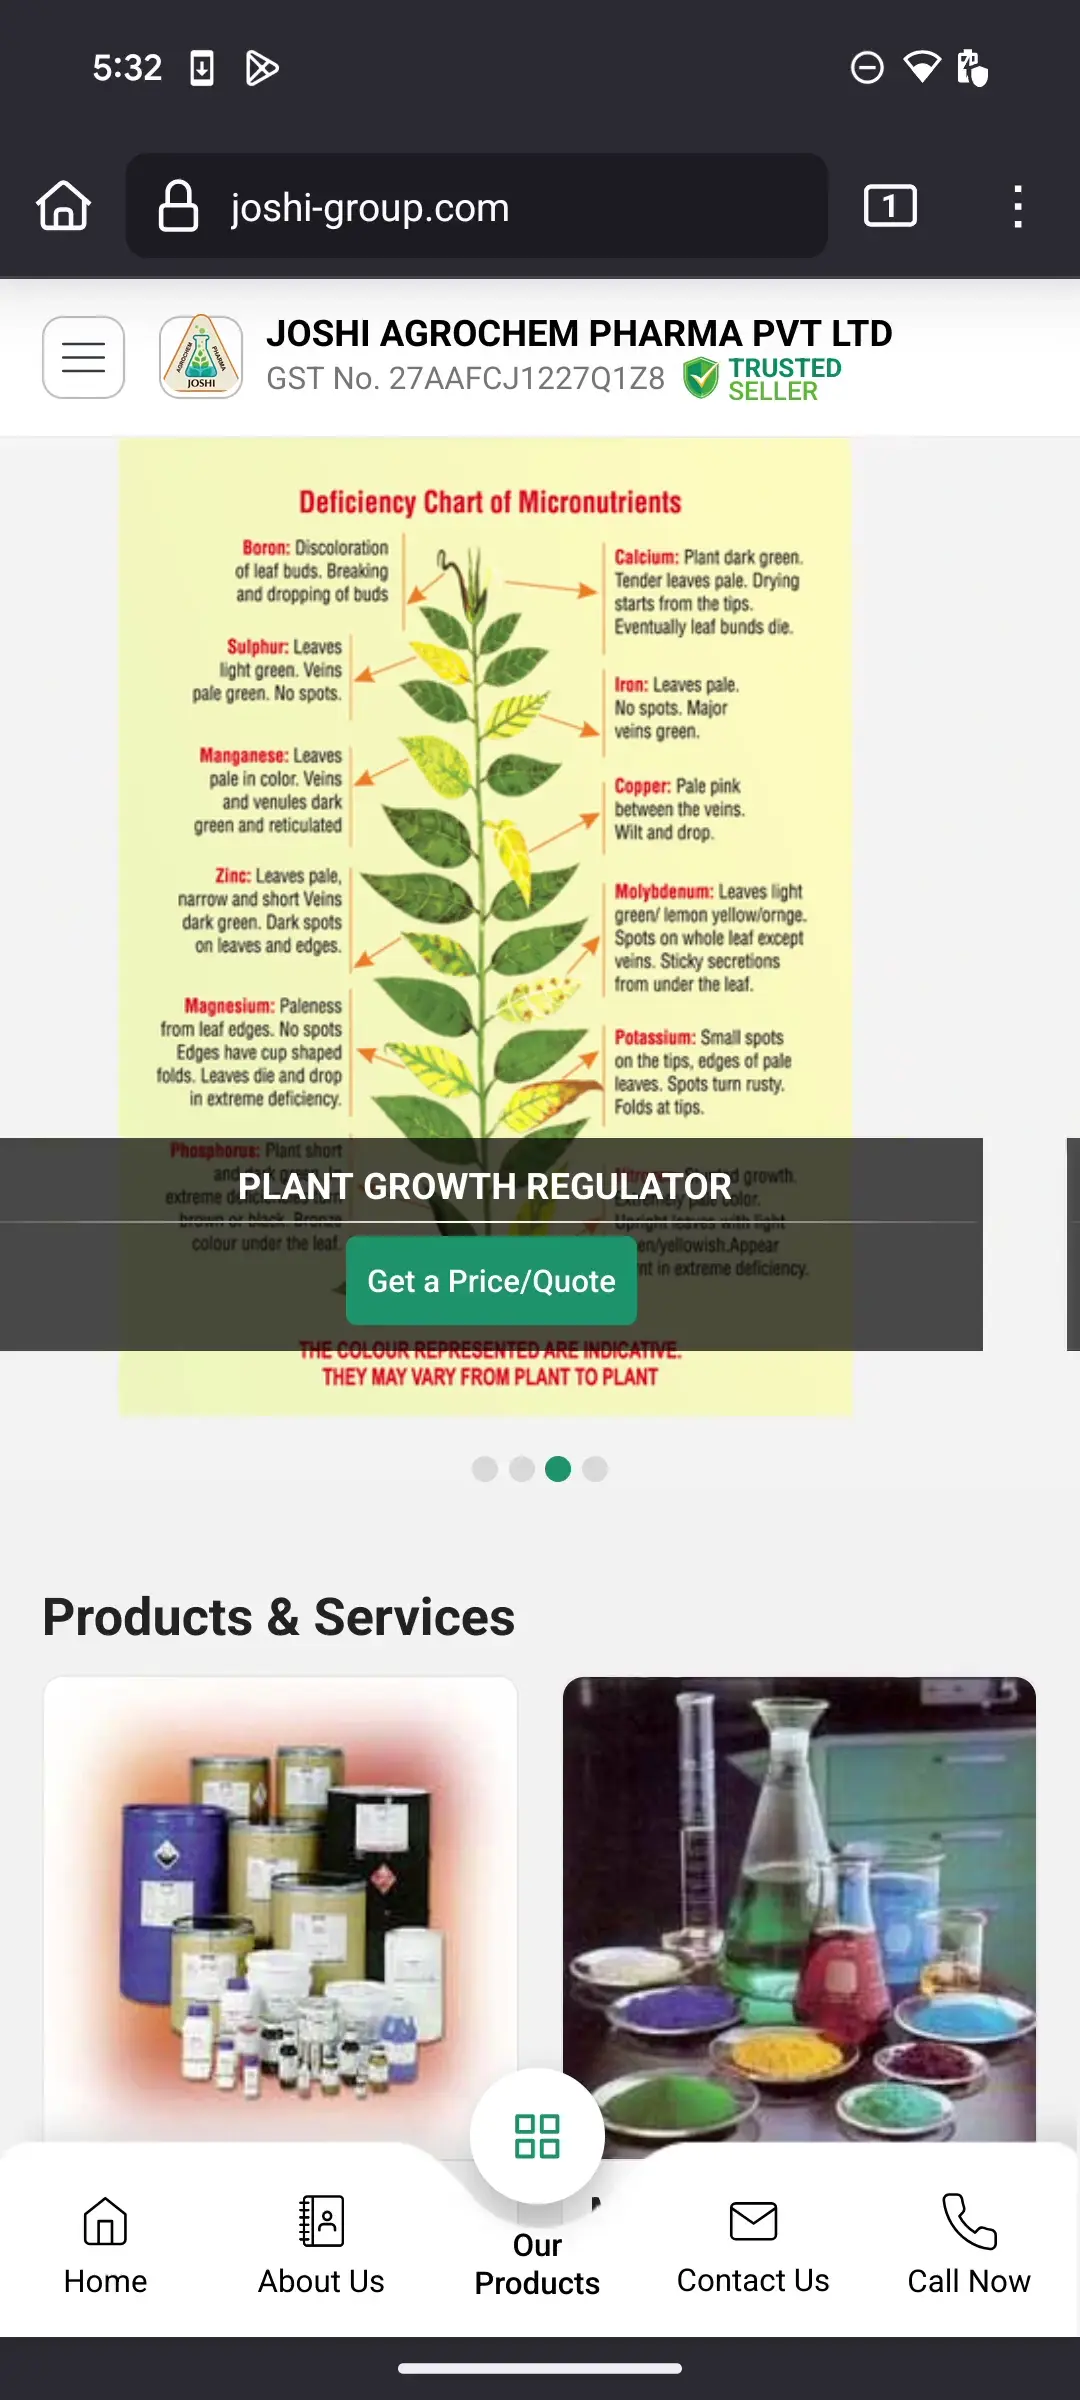 5:32
joshi-group.com
1
JOSHI AGROCHEM PHARMA PVT LTD
GST No. 27AAFCJ1227Q1Z8
TRUSTED
SELLER
AGROCHEM
PHARMA
JOSHI
Deficiency Chart of Micronutrients
Boron: Discoloration
of leaf buds. Breaking
and dropping of buds
Sulphur: Leaves
light green. Veins
pale green. No spots.
Manganese: Leaves
pale in color. Veins
and venules dark
green and reticulated
Zinc: Leaves pale,
narrow and short Veins
dark green. Dark spots
on leaves and edges.
Magnesium: Paleness
from leaf edges. No spots
Edges have cup shaped
folds. Leaves die and drop
in extreme deficiency.
Phosphorus: Plant short
and dark green. In
extreme deficiencies turn
brown or black. Bronze
colour under the leaf.
Calcium: Plant dark green.
Tender leaves pale. Drying
starts from the tips.
Eventually leaf bunds die.
Iron: Leaves pale.
No spots. Major
veins green.
Copper: Pale pink
between the veins.
Wilt and drop.
Molybdenum: Leaves light
green/ lemon yellow/ornge.
Spots on whole leaf except
veins. Sticky secretions
from under the leaf.
Potassium: Small spots
on the tips, edges of pale
leaves. Spots turn rusty.
Folds at tips.
Nitrogen: Stunted growth.
Extremely pale color.
Upright leaves with light
en/yellowish.Appear
nt in extreme deficiency.
PLANT GROWTH REGULATOR
Get a Price/Quote
THE COLOUR REPRESENTED ARE INDICATIVE.
THEY MAY VARY FROM PLANT TO PLANT
Products & Services
Home
About Us
Our
Products
Contact Us
Call Now